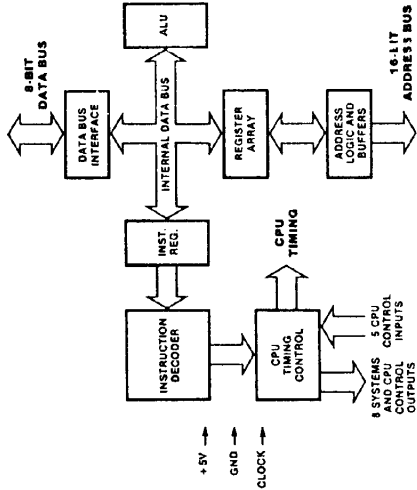 8-BIT
DATA BUS
DATA BUS
INTERFACE
ALU
INTERNAL DATA BUS
INST.
REG.
REGISTER
ARRAY
INSTRUCTION
DECODER
CPU
TIMING
CPU
TIMING
CONTROL
ADDRESS
LOGIC AND
BUFFERS
16-LIT
ADDRESS BUS
+5V
GND
CLOCK
8 SYSTEMS
AND CPU
CONTROL
OUTPUTS
5 CPU
CONTROL
INPUTS